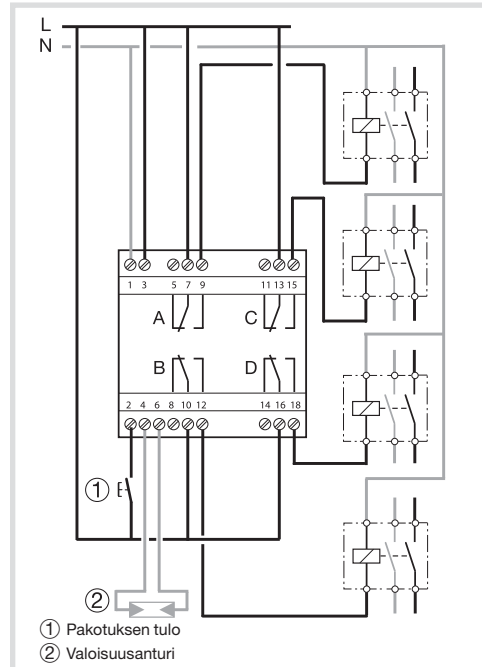 L
N
1 3 5 7 9 11 13 15
A C
B D
2 4 6 8 10 12 14 16 18
①
②
① Pakotuksen tulo
② Valoisuusanturi